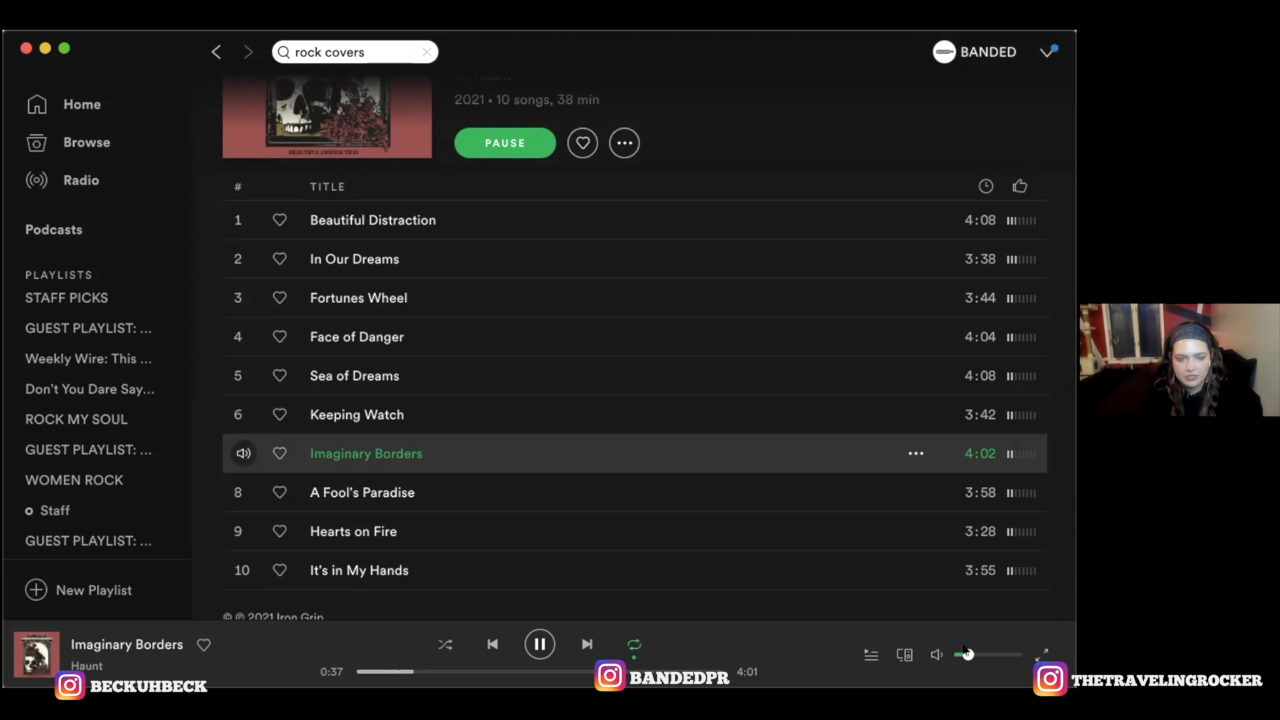 rock covers
BANDED
Home
Browse
Radio
Podcasts
PLAYLISTS
STAFF PICKS
GUEST PLAYLIST: ...
Weekly Wire: This ...
Don't You Dare Say...
ROCK MY SOUL
GUEST PLAYLIST: ...
WOMEN ROCK
Staff
GUEST PLAYLIST: ...
New Playlist
BEAUTIFUL DISTRACTION
2021 • 10 songs, 38 min
PAUSE
# TITLE
1 Beautiful Distraction 4:08
2 In Our Dreams 3:38
3 Fortunes Wheel 3:44
4 Face of Danger 4:04
5 Sea of Dreams 4:08
6 Keeping Watch 3:42
Imaginary Borders 4:02
8 A Fool's Paradise 3:58
9 Hearts on Fire 3:28
10 It's in My Hands 3:55
© ℗ 2021 Iron Grip
Imaginary Borders
Haunt
0:37
4:01
BECKUHBECK
BANDEDPR
THETRAVELINGROCKER